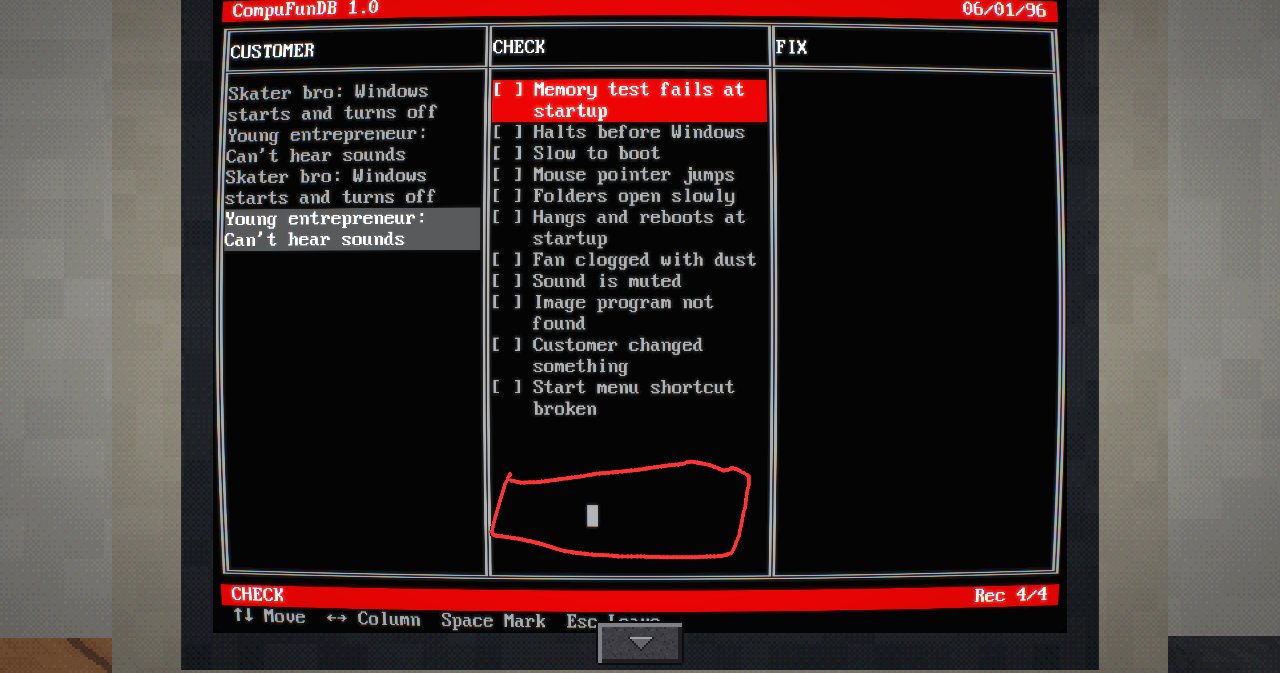 CompuFunDB 1.0
06/01/96
CUSTOMER
CHECK
FIX
Skater bro: Windows
starts and turns off
Young entrepreneur:
Can't hear sounds
Skater bro: Windows
starts and turns off
Young entrepreneur:
Can't hear sounds
[ ] Memory test fails at
startup
[ ] Halts before Windows
[ ] Slow to boot
[ ] Mouse pointer jumps
[ ] Folders open slowly
[ ] Hangs and reboots at
startup
[ ] Fan clogged with dust
[ ] Sound is muted
[ ] Image program not
found
[ ] Customer changed
something
[ ] Start menu shortcut
broken
CHECK
Rec 4/4
↑↓ Move ↔ Column Space Mark Esc Leave